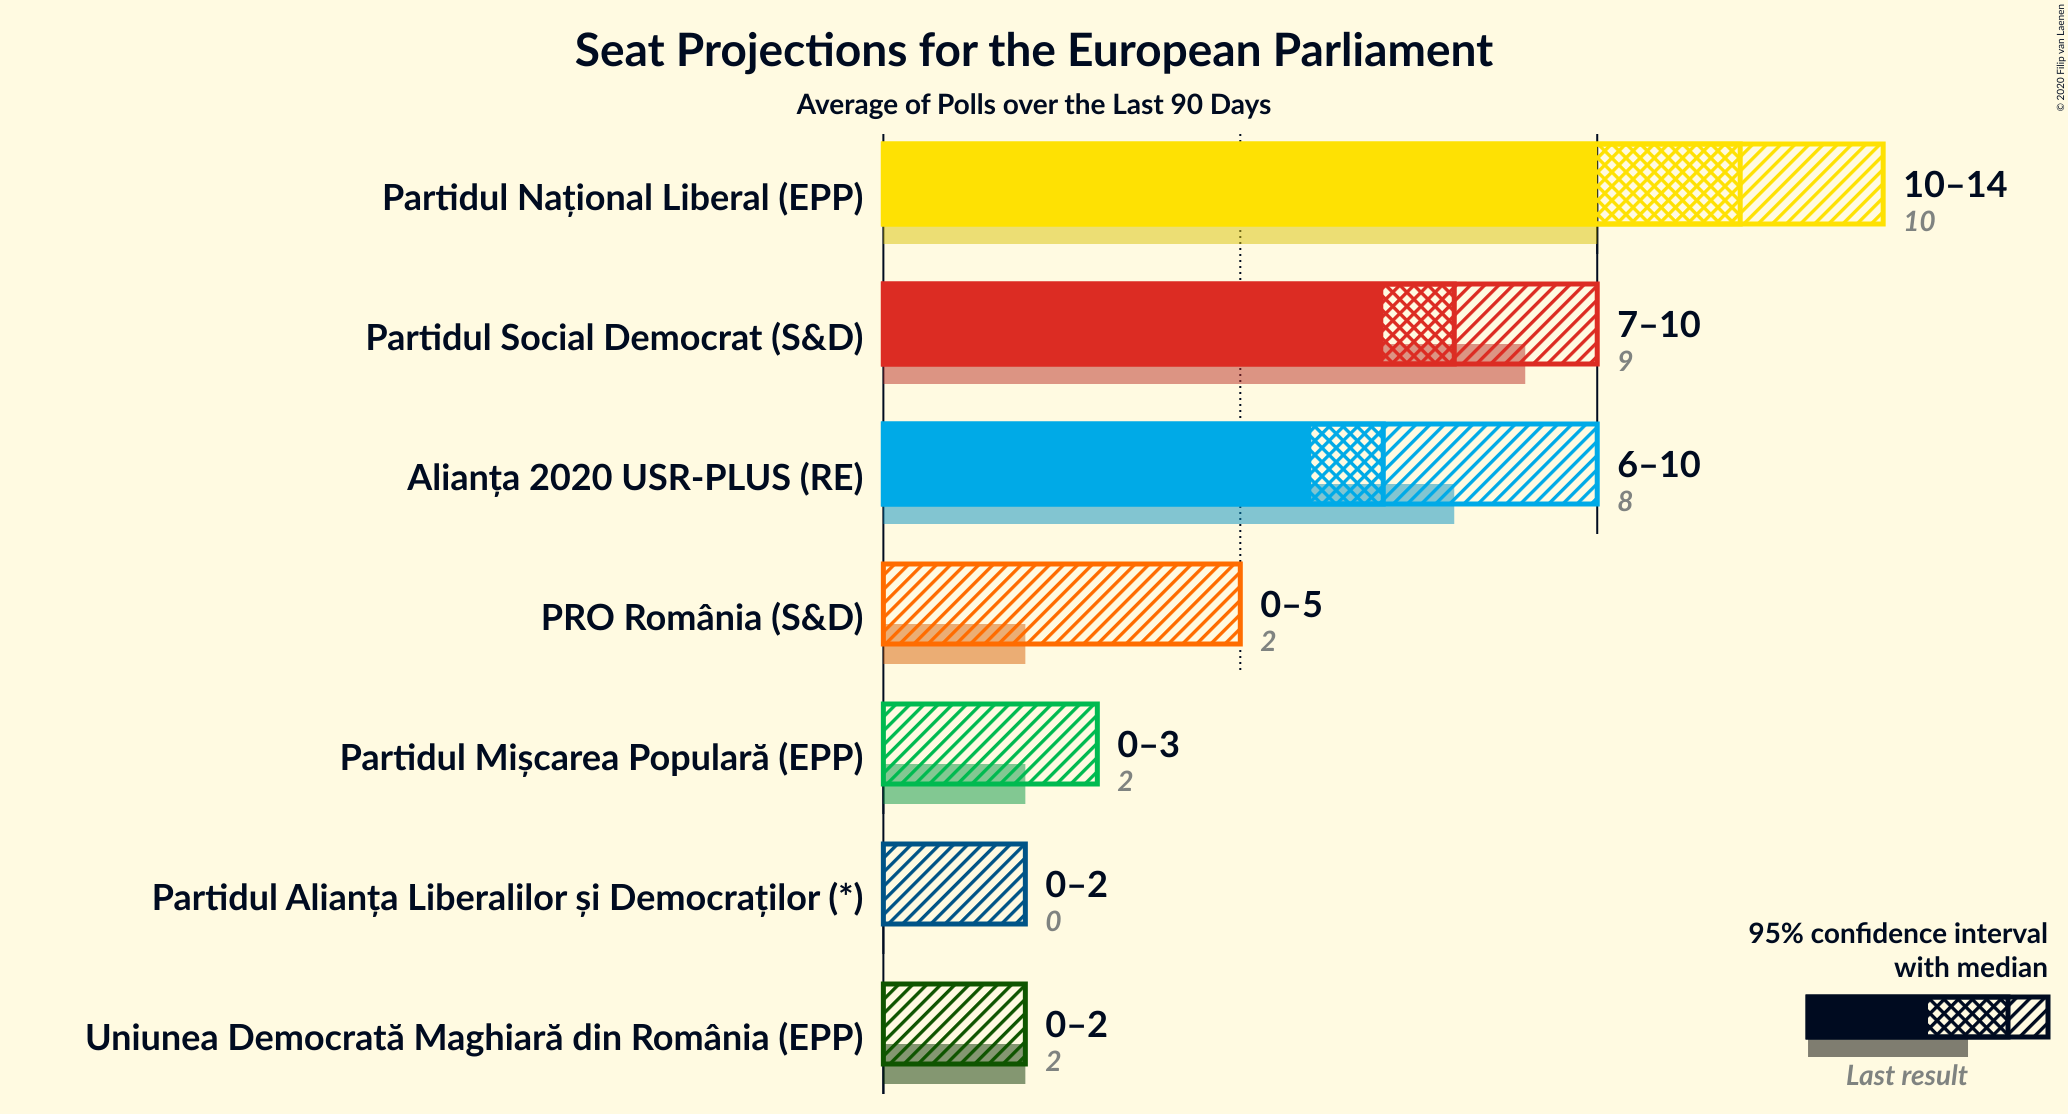 Seat Projections for the European Parliament
Average of Polls over the Last 90 Days
© 2020 Filip van Laenen
Partidul Național Liberal (EPP)
10–14
10
Partidul Social Democrat (S&D)
7–10
9
Alianța 2020 USR-PLUS (RE)
6–10
8
PRO România (S&D)
0–5
2
Partidul Mișcarea Populară (EPP)
0–3
2
Partidul Alianța Liberalilor și Democraților (*)
0–2
0
Uniunea Democrată Maghiară din România (EPP)
0–2
2
95% confidence interval
with median
Last result